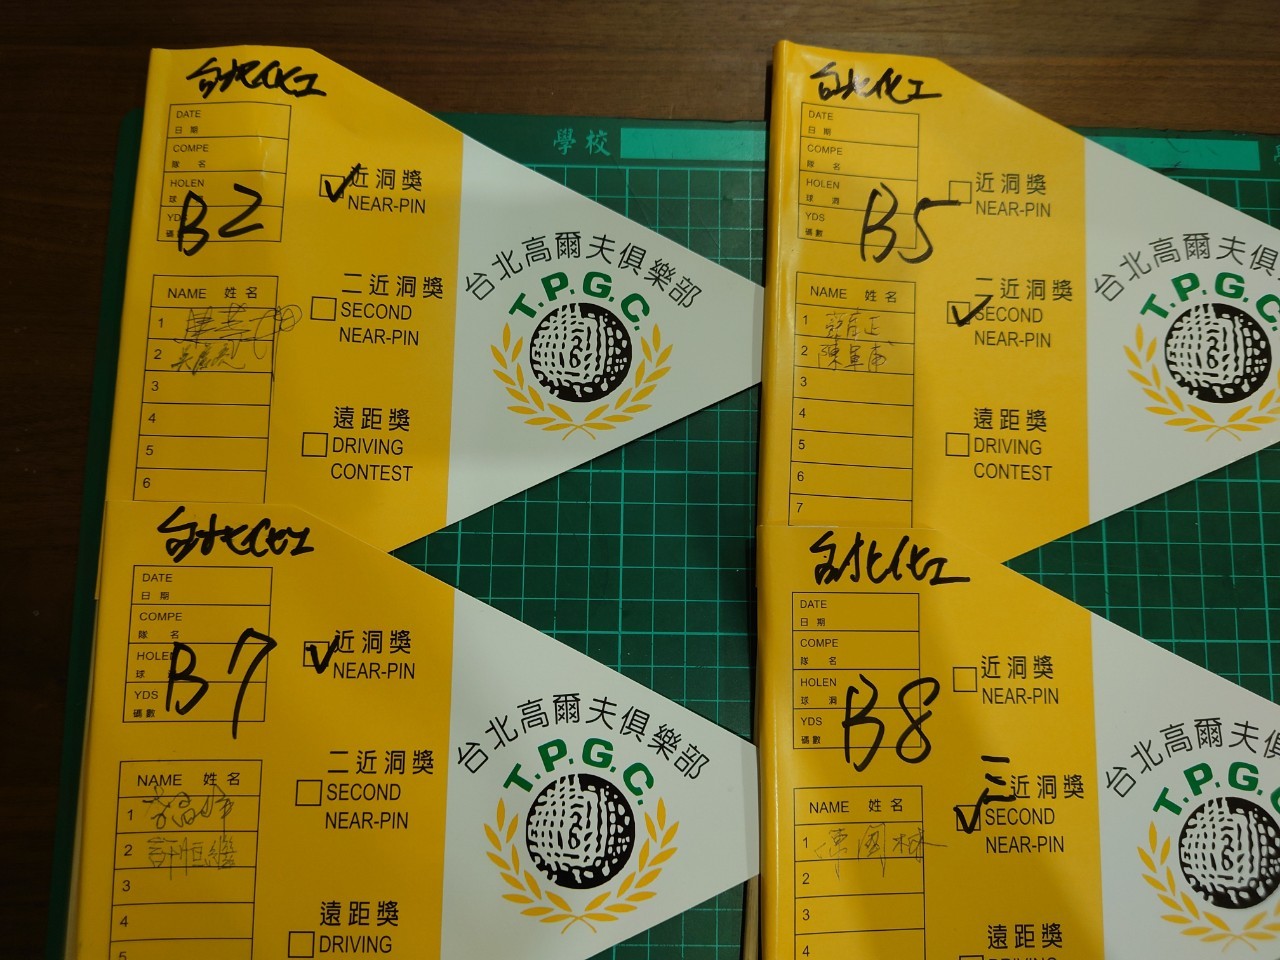 學校
台北化工
DATE
日期
COMPE
隊名
HOLEN
球
YDS
碼數
B2
近洞獎
NEAR-PIN
二近洞獎
SECOND
NEAR-PIN
遠距獎
DRIVING
CONTEST
NAME 姓名
1
2
3
4
5
6
台北高爾夫俱樂部
T.P.G.C.
台北化工
DATE
日期
COMPE
隊名
HOLEN
球洞
YDS
碼數
B5
近洞獎
NEAR-PIN
二近洞獎
SECOND
NEAR-PIN
遠距獎
DRIVING
CONTEST
NAME 姓名
1
2 陳軍甫
3
4
5
6
7
台北高爾夫俱
T.P.G.C.
台北化工
DATE
日期
COMPE
隊名
HOLEN
球
YDS
碼數
B7
近洞獎
NEAR-PIN
二近洞獎
SECOND
NEAR-PIN
遠距獎
DRIVING
NAME 姓名
1
2 許恒繼
3
4
5
台北高爾夫俱樂部
T.P.G.C.
台北化工
DATE
日期
COMPE
隊名
HOLEN
球洞
YDS
碼數
B8
近洞獎
NEAR-PIN
三近洞獎
SECOND
NEAR-PIN
遠距獎
DRIVING
NAME 姓名
1
2
3
4
台北高爾夫俱
T.P.G.